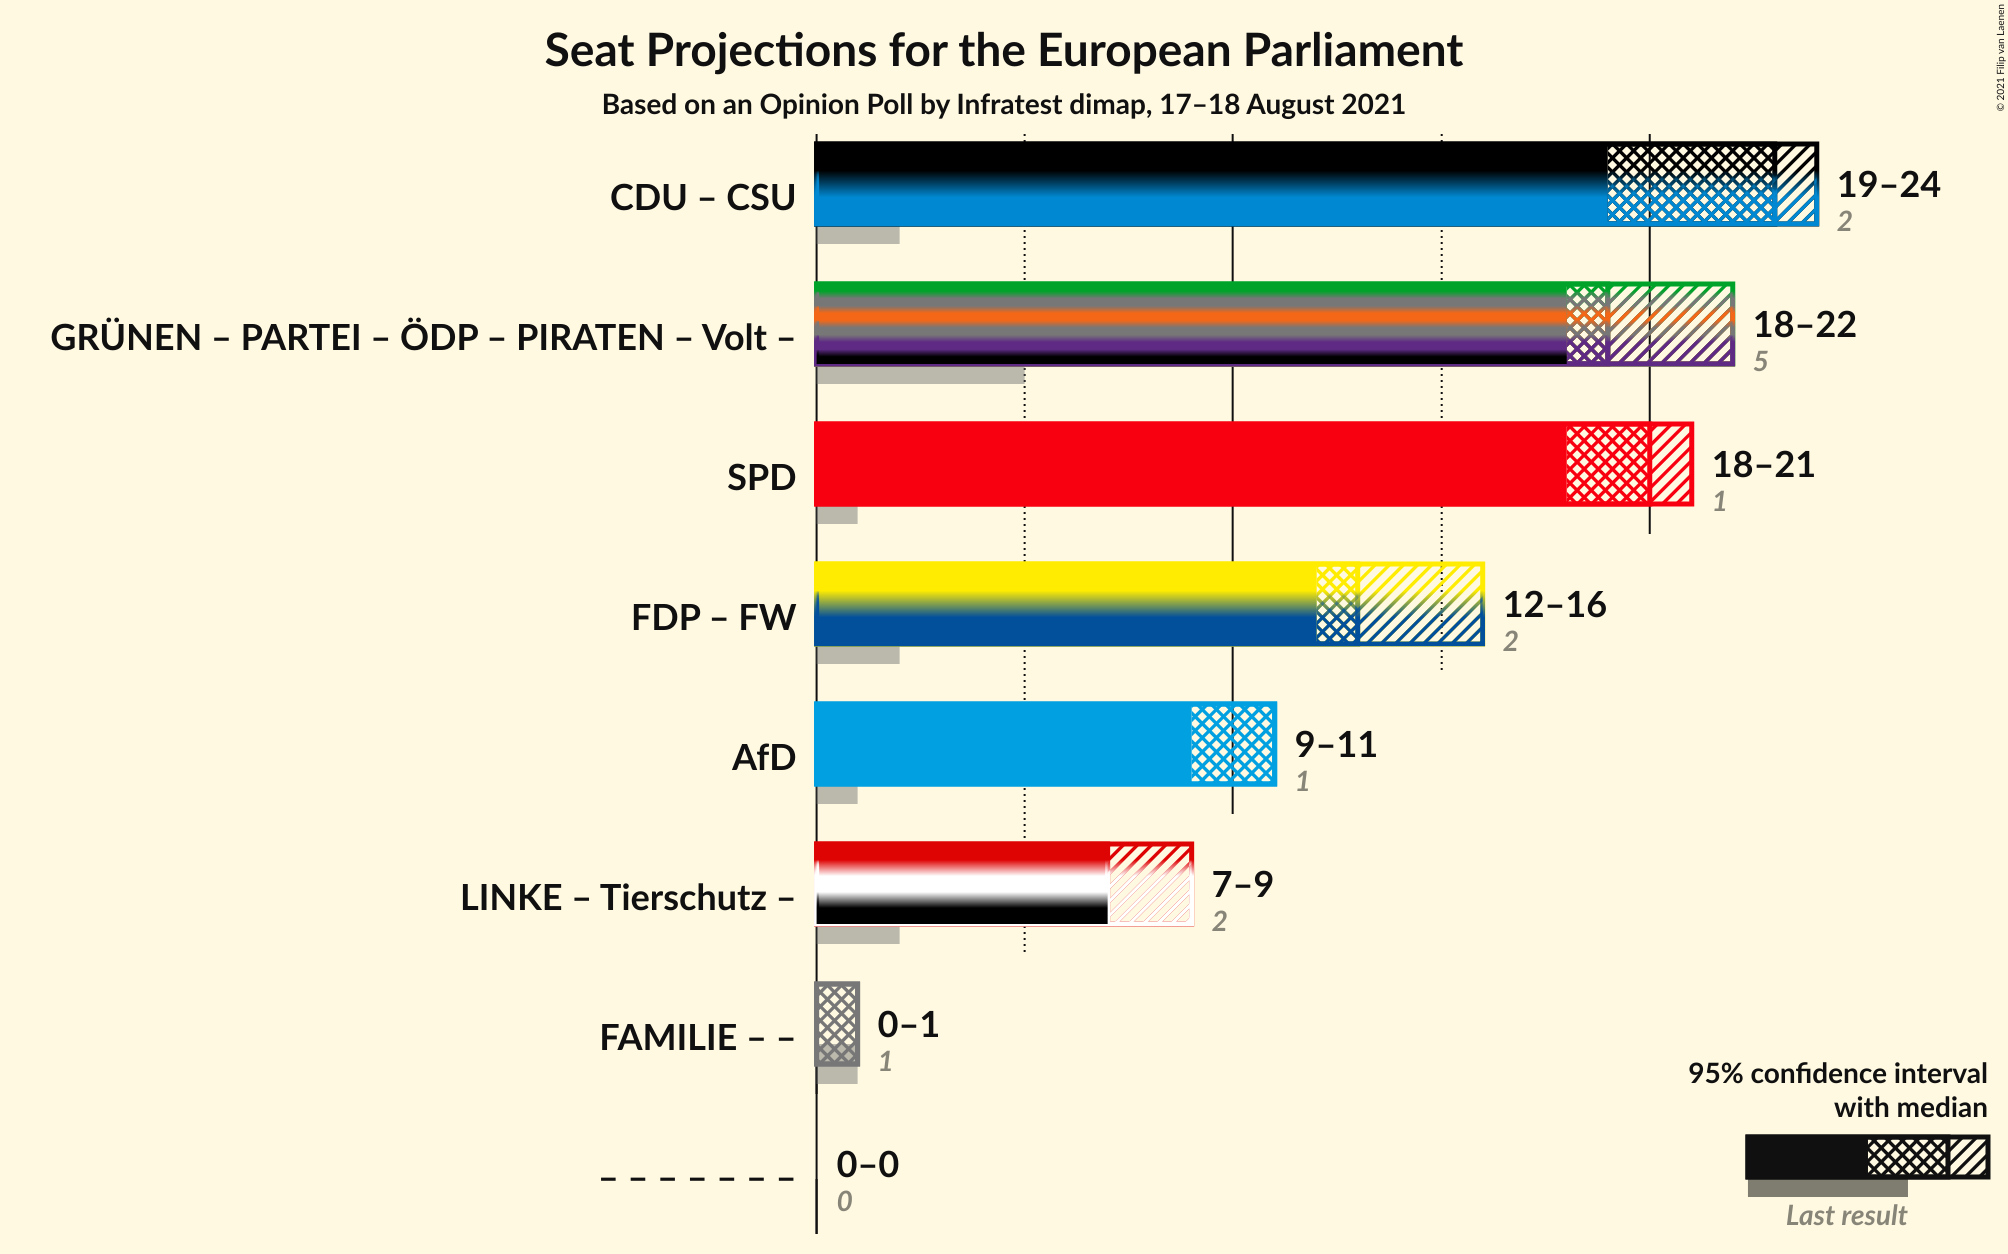 Seat Projections for the European Parliament
Based on an Opinion Poll by Infratest dimap, 17–18 August 2021
© 2021 Filip van Laenen
CDU – CSU
19–24
2
GRÜNEN – PARTEI – ÖDP – PIRATEN – Volt –
18–22
5
SPD
18–21
1
FDP – FW
12–16
2
AfD
9–11
1
LINKE – Tierschutz –
7–9
2
FAMILIE – –
0–1
1
– – – – – – –
0–0
0
95% confidence interval
with median
Last result